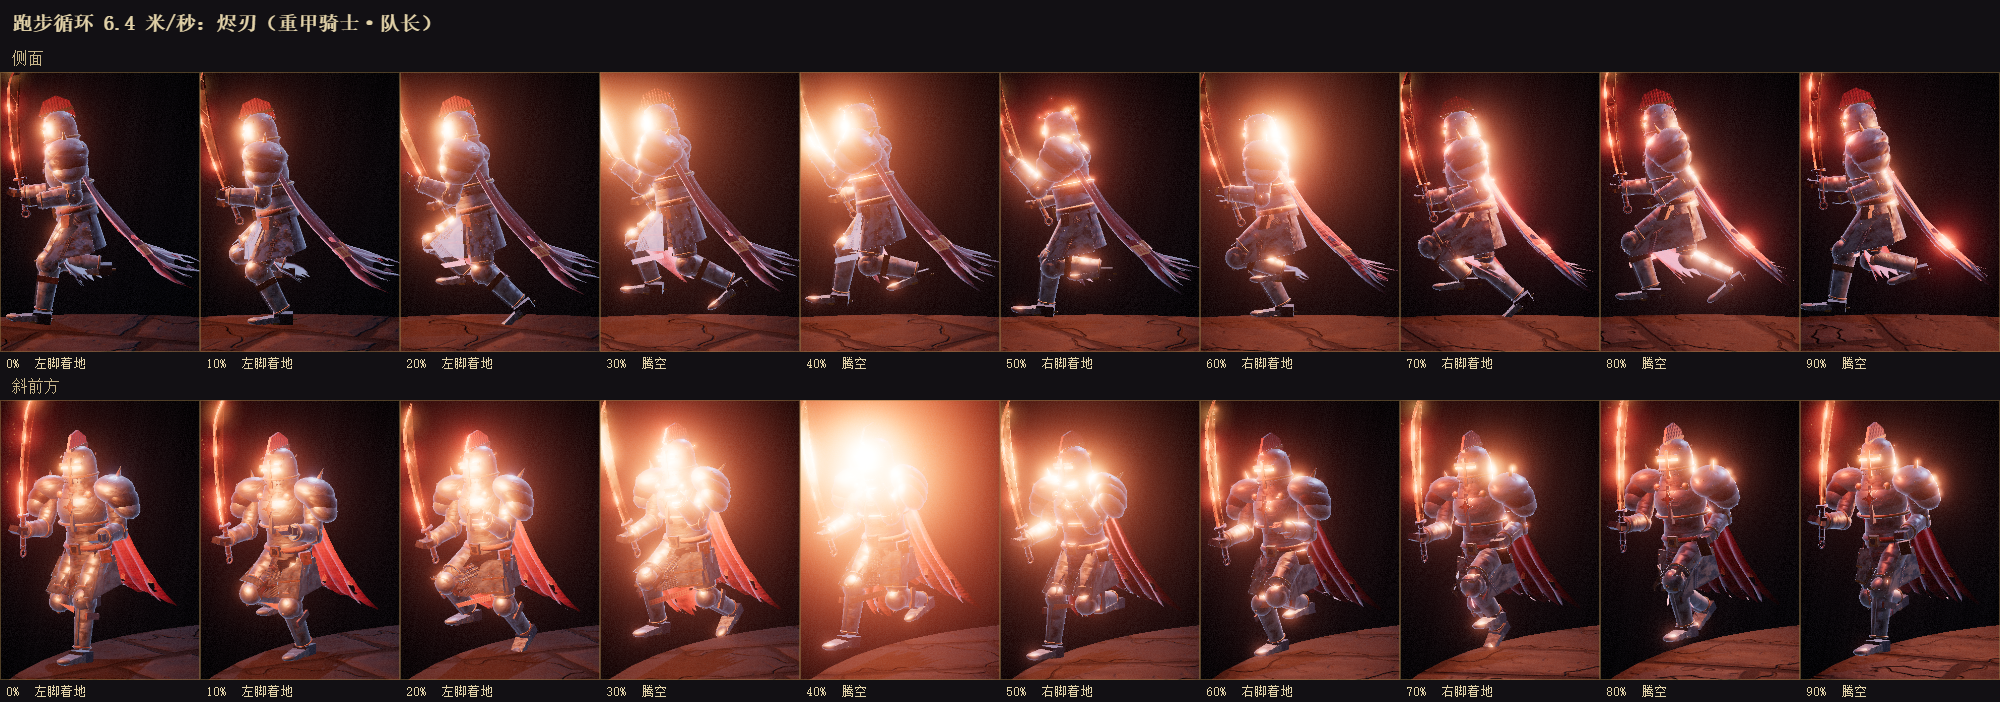 跑步循环 6.4 米/秒：烬刃（重甲骑士·队长）
侧面
0% 左脚着地 10% 左脚着地 20% 左脚着地 30% 腾空 40% 腾空 50% 右脚着地 60% 右脚着地 70% 右脚着地 80% 腾空 90% 腾空
斜前方
0% 左脚着地 10% 左脚着地 20% 左脚着地 30% 腾空 40% 腾空 50% 右脚着地 60% 右脚着地 70% 右脚着地 80% 腾空 90% 腾空